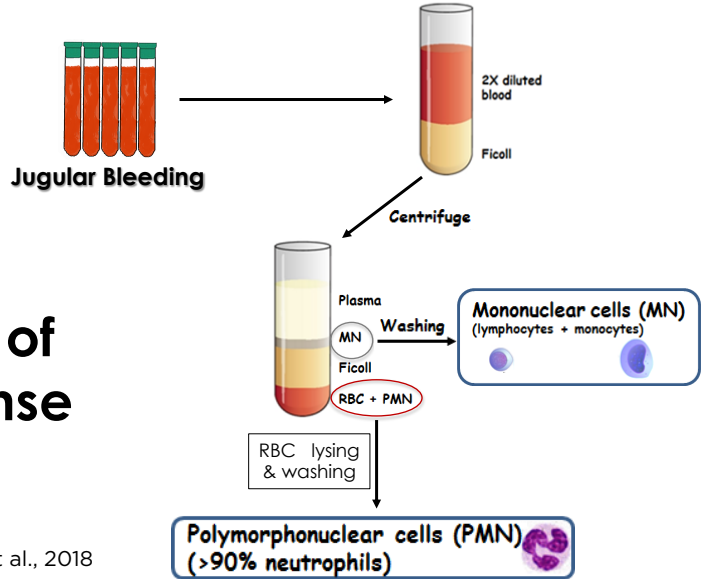 2X diluted
blood
Ficoll
Jugular Bleeding
Centrifuge
Plasma
MN
Washing
Ficoll
RBC + PMN
Mononuclear cells (MN)
(lymphocytes + monocytes)
of
RBC lysing
& washing
Polymorphonuclear cells (PMN)
(>90% neutrophils)
al., 2018